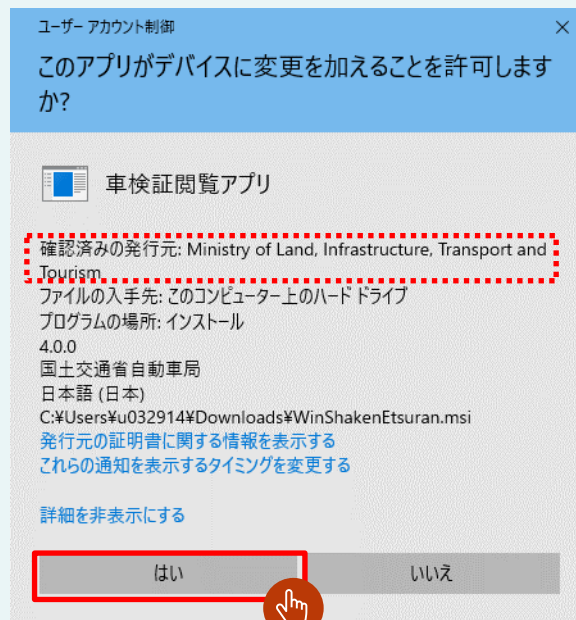 ユーザー アカウント制御
このアプリがデバイスに変更を加えることを許可します
か?
車検証閲覧アプリ
確認済みの発行元: Ministry of Land, Infrastructure, Transport and
Tourism
ファイルの入手先: このコンピューター上のハード ドライブ
プログラムの場所: インストール
4.0.0
国土交通省自動車局
日本語 (日本)
C:¥Users¥u032914¥Downloads¥WinShakenEtsuran.msi
発行元の証明書に関する情報を表示する
これらの通知を表示するタイミングを変更する
詳細を非表示にする
はい
いいえ